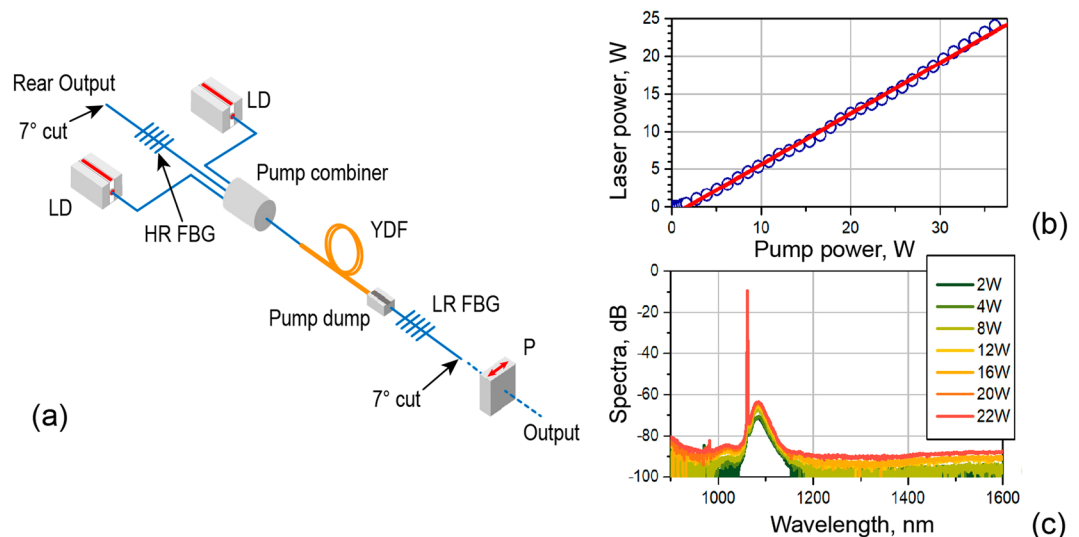 (a)
Rear Output
7° cut
LD
LD
HR FBG
Pump combiner
YDF
Pump dump
LR FBG
7° cut
P
Output
Laser power, W
25
20
15
10
5
0
0 10 20 30
Pump power, W
(b)
Spectra, dB
0
-20
-40
-60
-80
-100
2W
4W
8W
12W
16W
20W
22W
1000 1200 1400 1600
Wavelength, nm
(c)